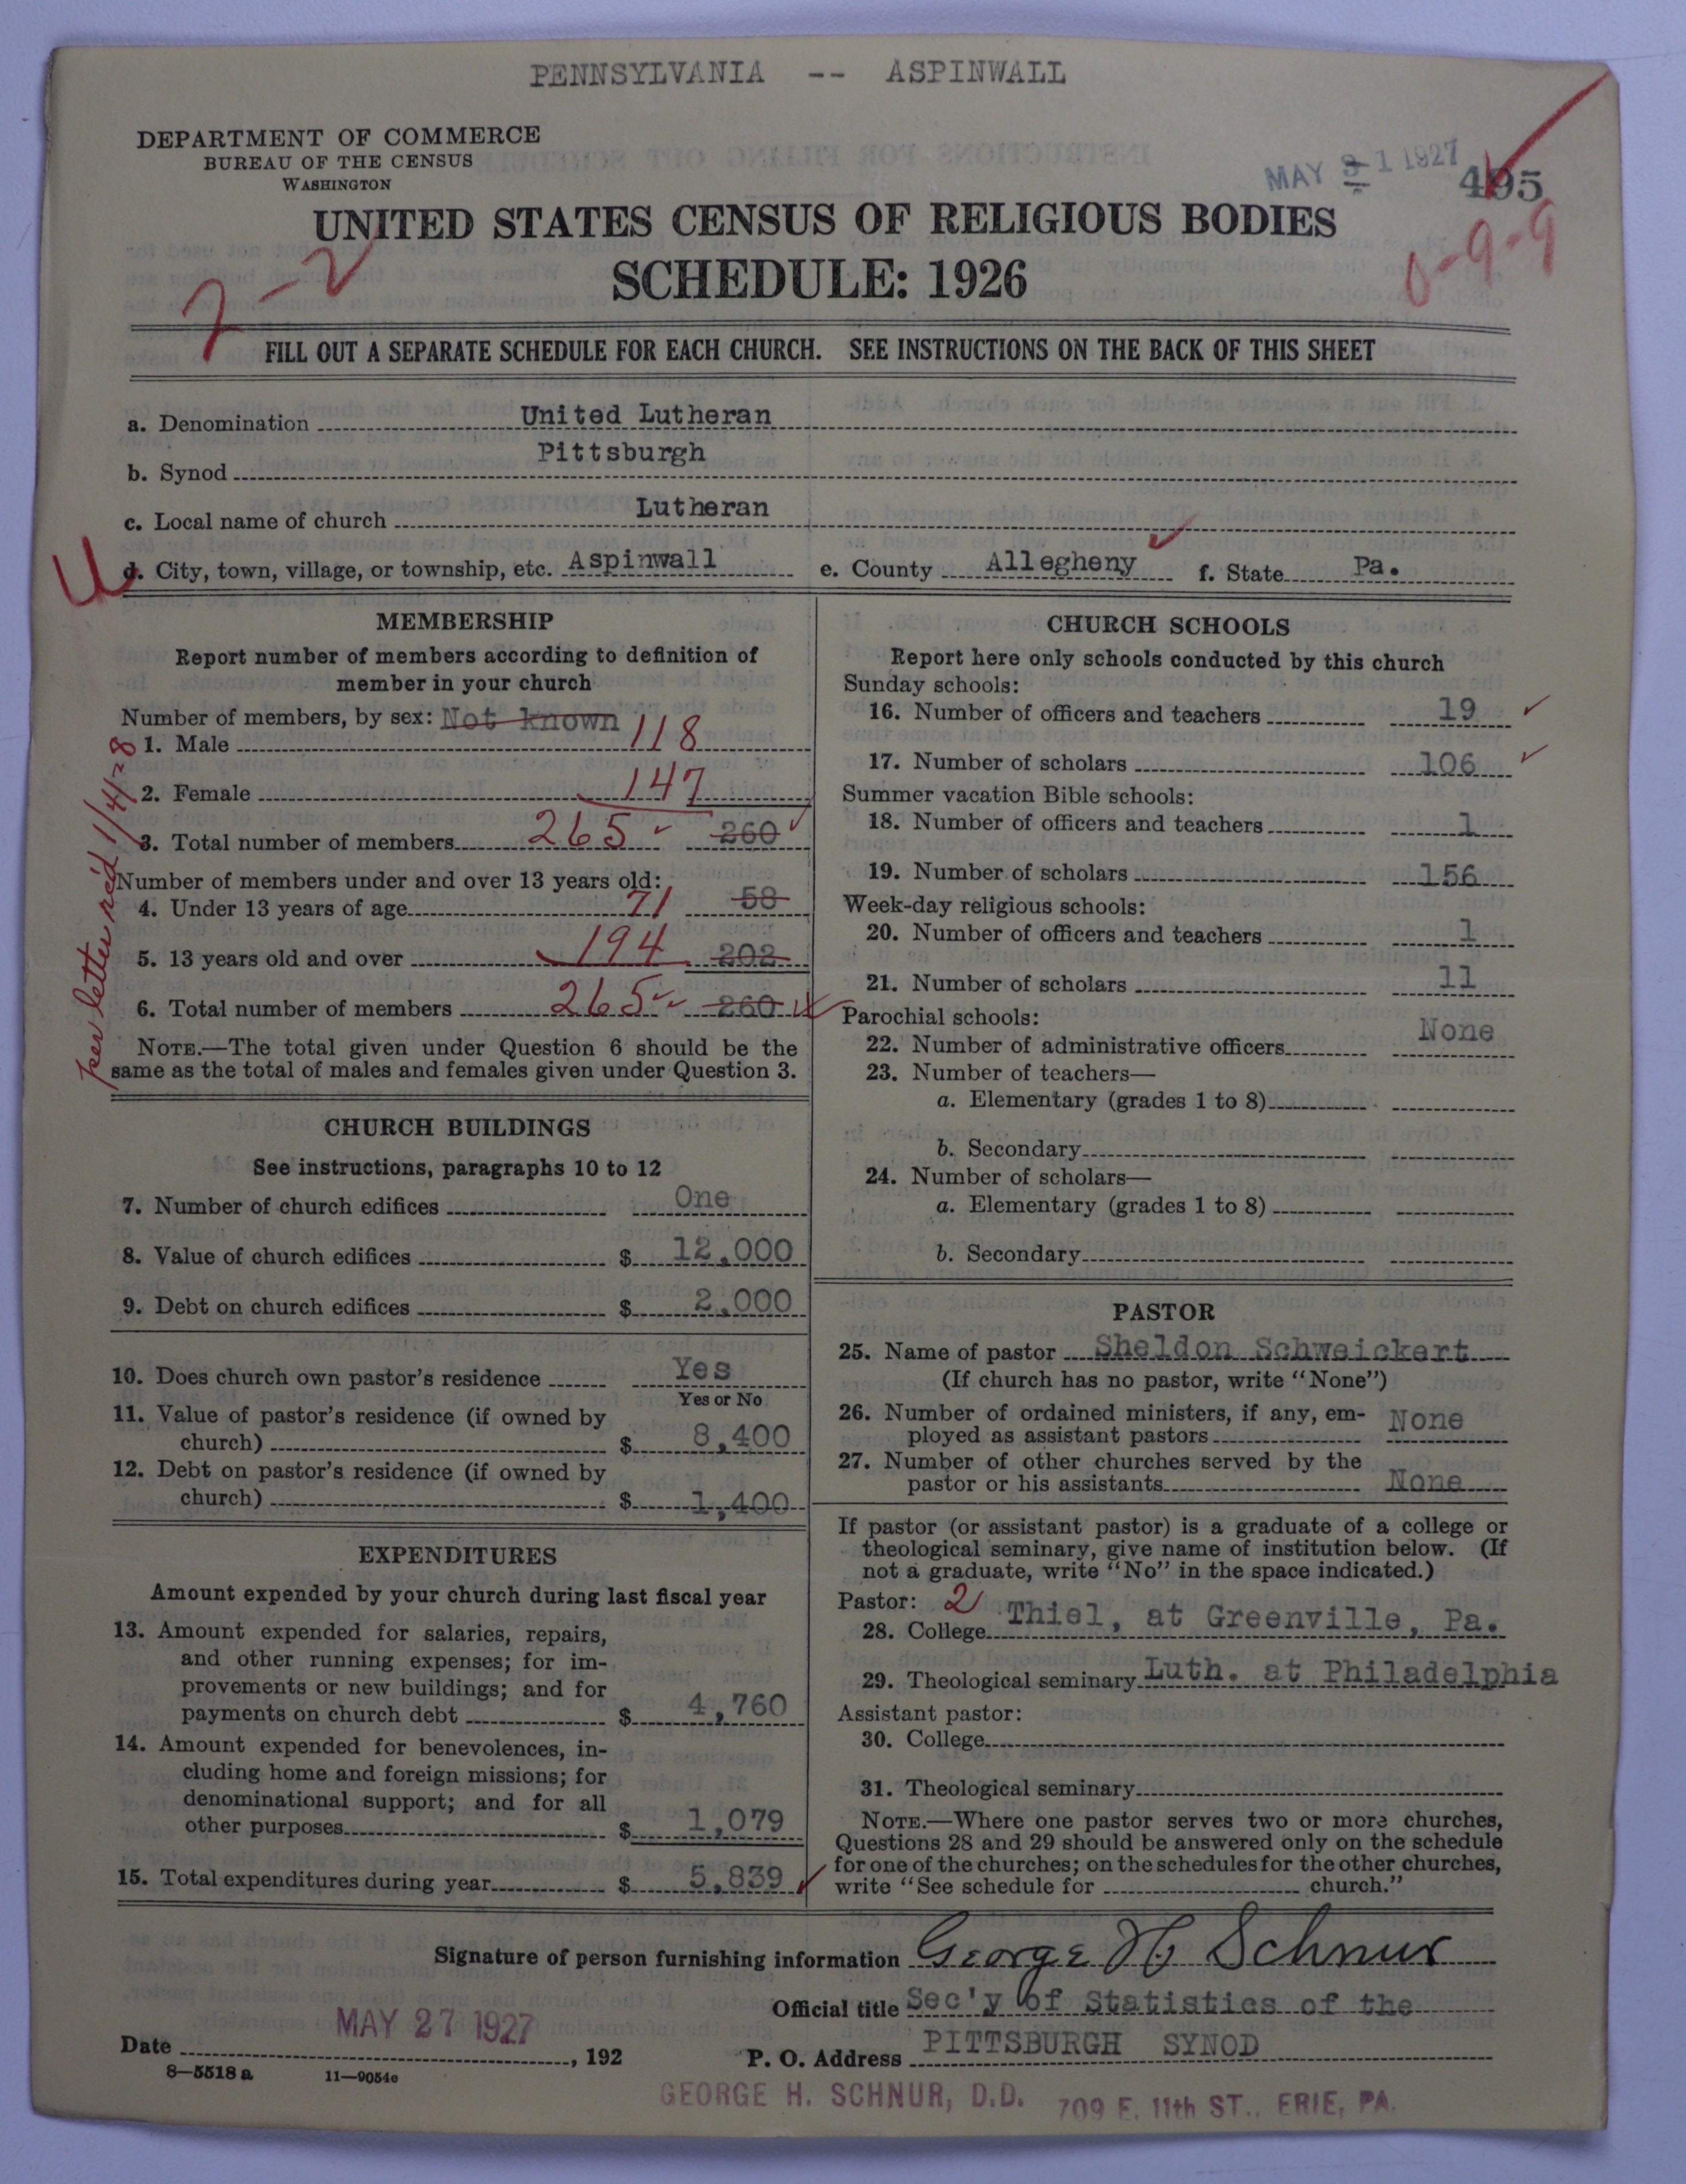 PENNSYLVANIA -- ASPINWALL
DEPARTMENT OF COMMERCE
BUREAU OF THE CENSUS
WASHINGTON
MAY 31 1927
495
UNITED STATES CENSUS OF RELIGIOUS BODIES
SCHEDULE: 1926
7-2
0-9-9
FILL OUT A SEPARATE SCHEDULE FOR EACH CHURCH. SEE INSTRUCTIONS ON THE BACK OF THIS SHEET
a. Denomination United Lutheran
b. Synod Pittsburgh
c. Local name of church Lutheran
U
d. City, town, village, or township, etc. Aspinwall e. County Allegheny f. State Pa.
MEMBERSHIP
Report number of members according to definition of
member in your church
Number of members, by sex: Not known
1. Male 118
2. Female 147
3. Total number of members 265 260
Number of members under and over 13 years old:
4. Under 13 years of age 71 58
5. 13 years old and over 194 202
6. Total number of members 265 260
NOTE.—The total given under Question 6 should be the
same as the total of males and females given under Question 3.
per letter rec'd 1/4/28
CHURCH BUILDINGS
See instructions, paragraphs 10 to 12
7. Number of church edifices One
8. Value of church edifices $ 12,000
9. Debt on church edifices $ 2,000
10. Does church own pastor's residence Yes
Yes or No
11. Value of pastor's residence (if owned by
church) $ 8,400
12. Debt on pastor's residence (if owned by
church) $ 1,400
EXPENDITURES
Amount expended by your church during last fiscal year
13. Amount expended for salaries, repairs,
and other running expenses; for im-
provements or new buildings; and for
payments on church debt $ 4,760
14. Amount expended for benevolences, in-
cluding home and foreign missions; for
denominational support; and for all
other purposes $ 1,079
15. Total expenditures during year $ 5,839
CHURCH SCHOOLS
Report here only schools conducted by this church
Sunday schools:
16. Number of officers and teachers 19
17. Number of scholars 106
Summer vacation Bible schools:
18. Number of officers and teachers 1
19. Number of scholars 156
Week-day religious schools:
20. Number of officers and teachers 1
21. Number of scholars 11
Parochial schools:
22. Number of administrative officers None
23. Number of teachers—
a. Elementary (grades 1 to 8)
b. Secondary
24. Number of scholars—
a. Elementary (grades 1 to 8)
b. Secondary
PASTOR
25. Name of pastor Sheldon Schweickert
(If church has no pastor, write "None")
26. Number of ordained ministers, if any, em-
ployed as assistant pastors None
27. Number of other churches served by the
pastor or his assistants None
If pastor (or assistant pastor) is a graduate of a college or
theological seminary, give name of institution below. (If
not a graduate, write "No" in the space indicated.)
Pastor: 2
28. College Thiel, at Greenville, Pa.
29. Theological seminary Luth. at Philadelphia
Assistant pastor:
30. College
31. Theological seminary
NOTE.—Where one pastor serves two or more churches,
Questions 28 and 29 should be answered only on the schedule
for one of the churches; on the schedules for the other churches,
write "See schedule for church."
Signature of person furnishing information George H Schnur
Official title Sec'y of Statistics of the
Date MAY 27 1927, 192
P. O. Address PITTSBURGH SYNOD
8—5518 a 11—9054c
GEORGE H. SCHNUR, D.D. 709 E. 11th ST., ERIE, PA.